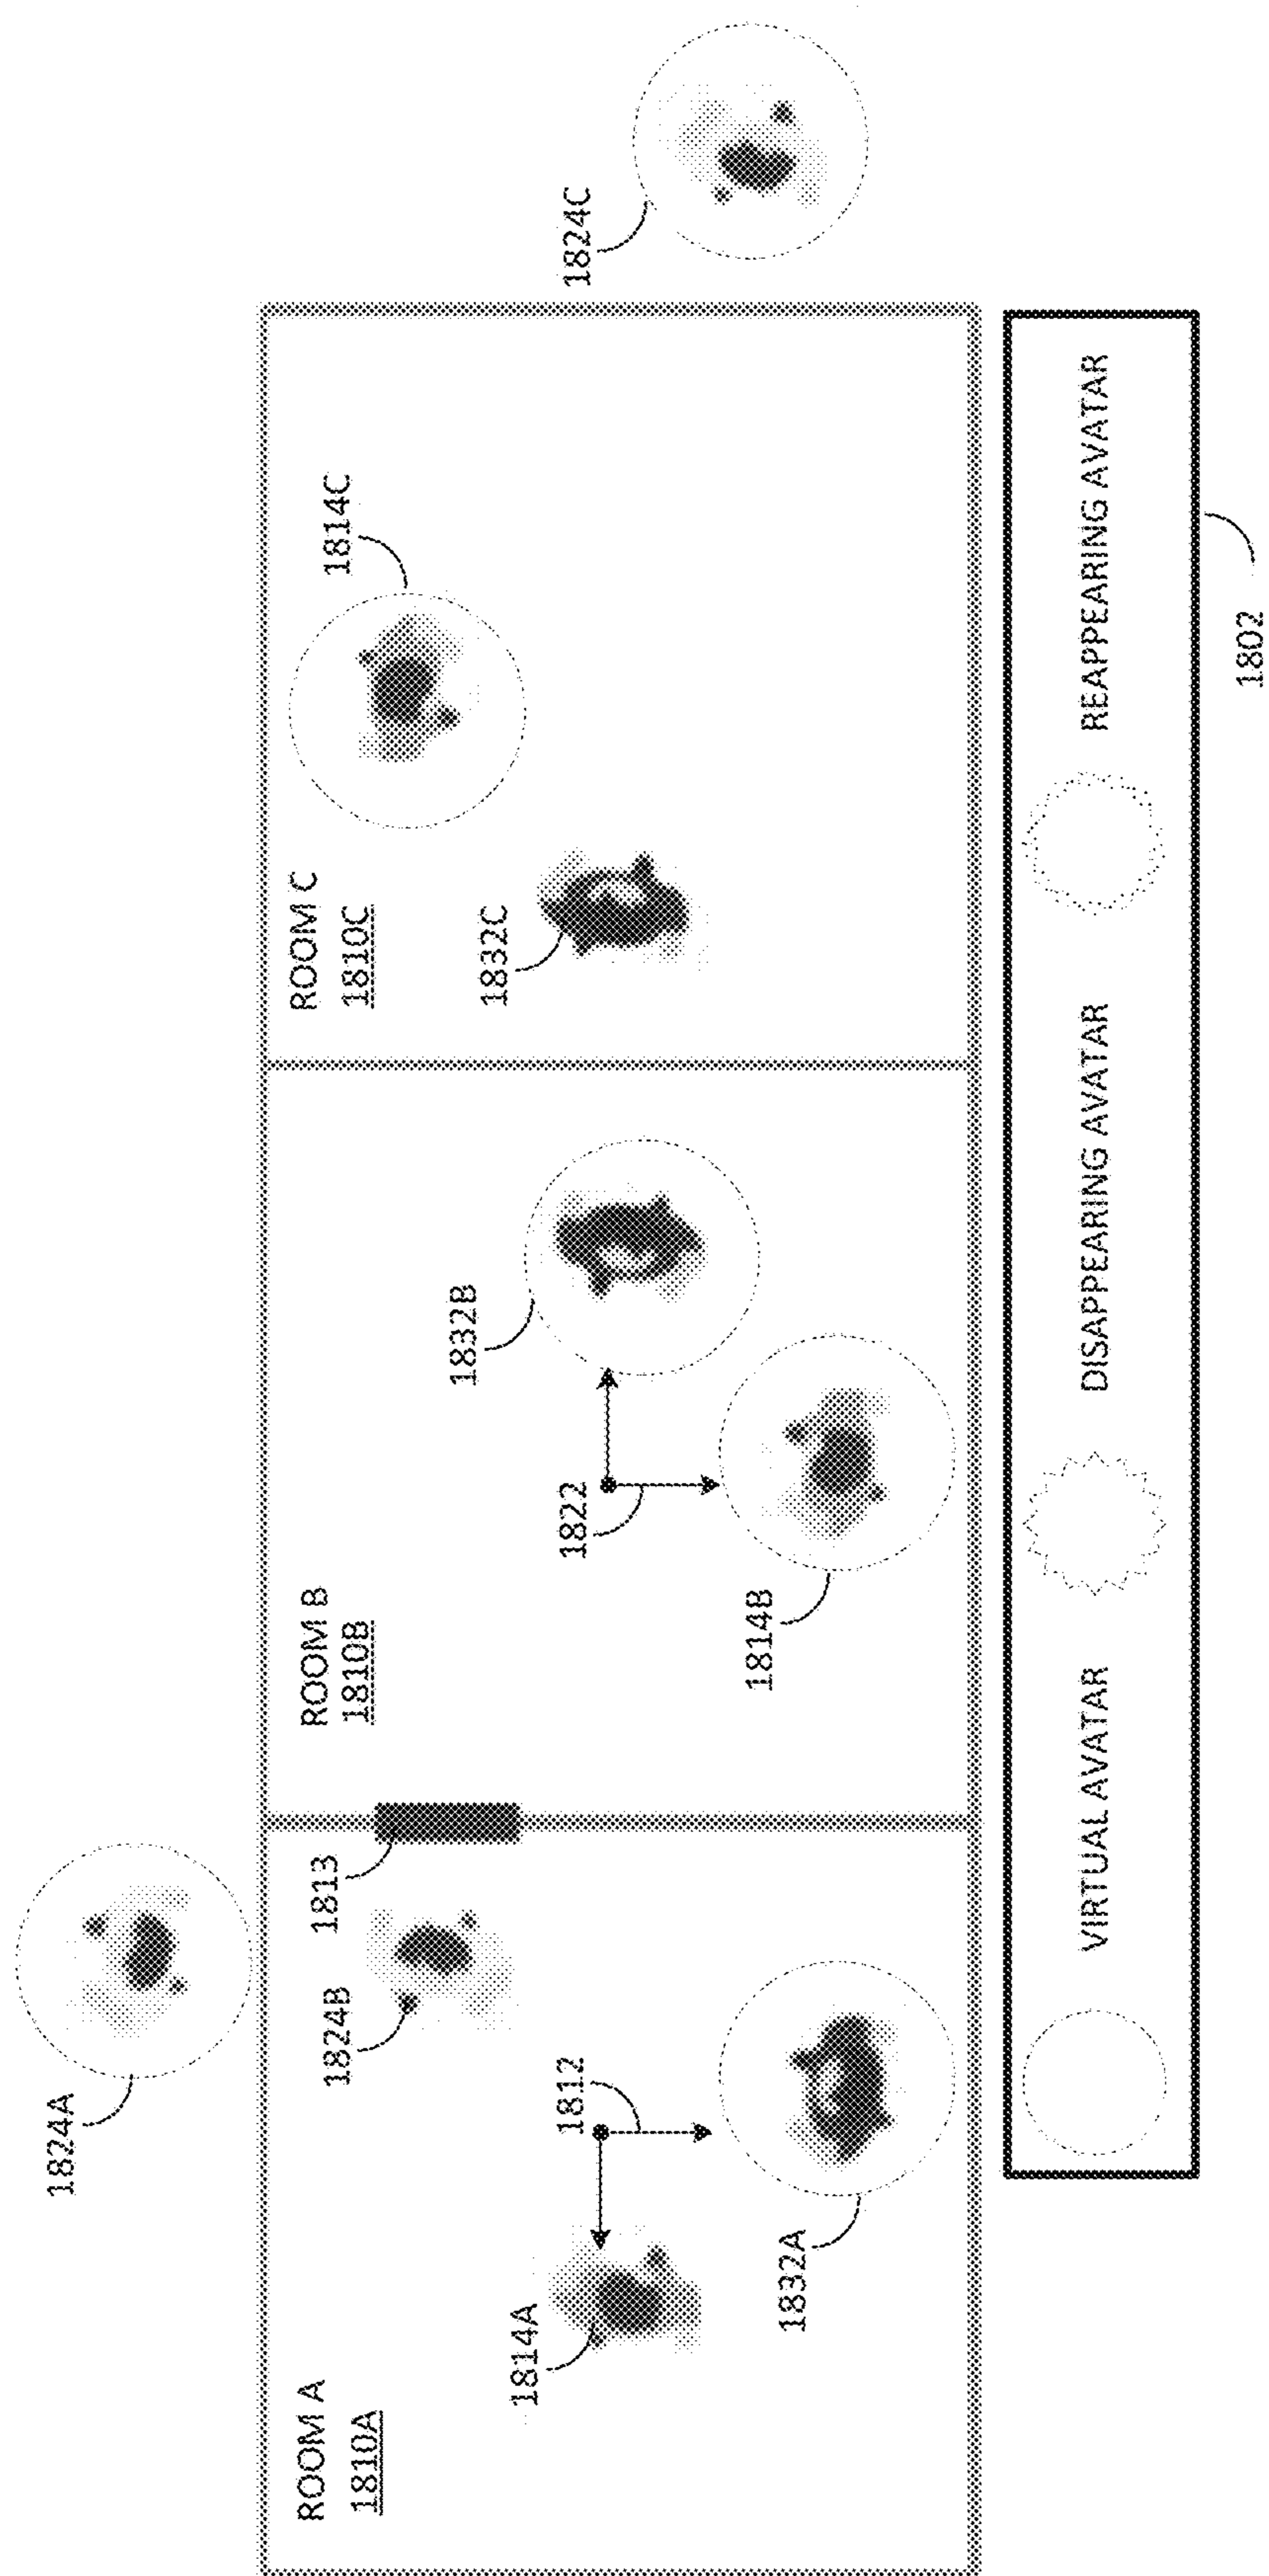 1824A
ROOM A
1810A
1824B
1813
1814A
1812
1832A
ROOM B
1810B
1822
1832B
1814B
ROOM C
1810C
1814C
1832C
1824C
VIRTUAL AVATAR
DISAPPEARING AVATAR
REAPPEARING AVATAR
1802